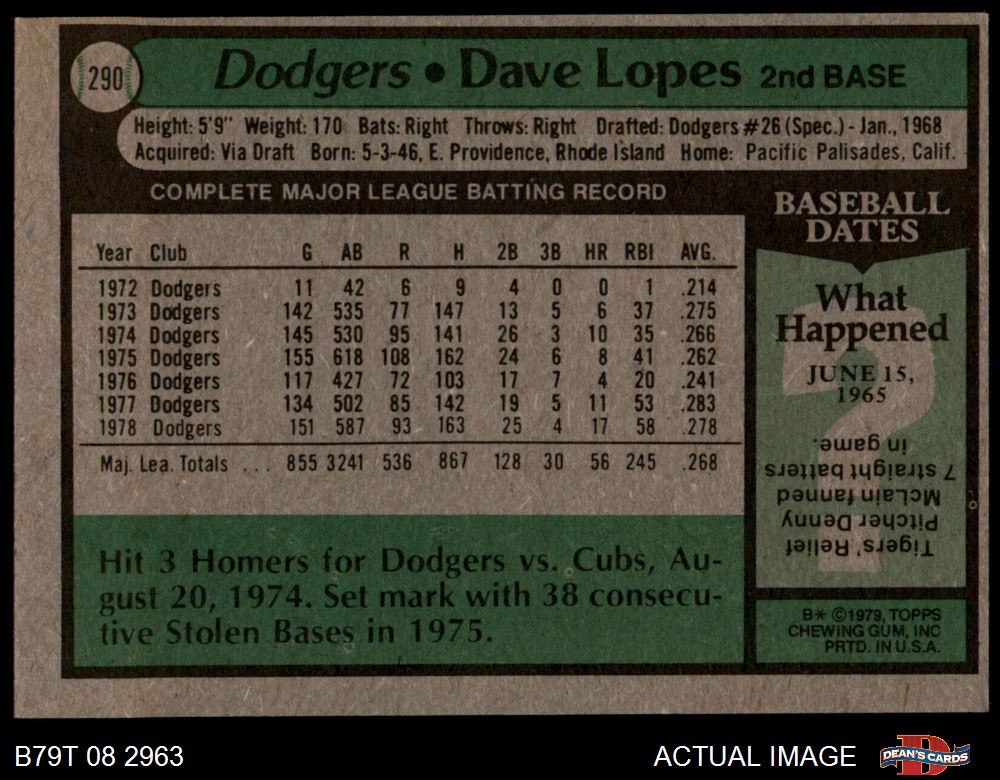 290
Dodgers • Dave Lopes 2nd BASE
Height: 5'9" Weight: 170 Bats: Right Throws: Right Drafted: Dodgers #26 (Spec.) - Jan., 1968
Acquired: Via Draft Born: 5-3-46, E. Providence, Rhode Island Home: Pacific Palisades, Calif.
COMPLETE MAJOR LEAGUE BATTING RECORD
Year Club G AB R H 2B 3B HR RBI AVG.
1972 Dodgers 11 42 6 9 4 0 0 1 .214
1973 Dodgers 142 535 77 147 13 5 6 37 .275
1974 Dodgers 145 530 95 141 26 3 10 35 .266
1975 Dodgers 155 618 108 162 24 6 8 41 .262
1976 Dodgers 117 427 72 103 17 7 4 20 .241
1977 Dodgers 134 502 85 142 19 5 11 53 .283
1978 Dodgers 151 587 93 163 25 4 17 58 .278
Maj. Lea. Totals ... 855 3241 536 867 128 30 56 245 .268
Hit 3 Homers for Dodgers vs. Cubs, Au-
gust 20, 1974. Set mark with 38 consecu-
tive Stolen Bases in 1975.
BASEBALL
DATES
What
Happened
JUNE 15,
1965
?
Tigers', Relief
Pitcher Denny
McLain fanned
7 straight batters
in game.
B* ©1979, TOPPS
CHEWING GUM, INC
PRTD. IN U.S.A.
B79T 08 2963
ACTUAL IMAGE
D
DEAN'S CARDS